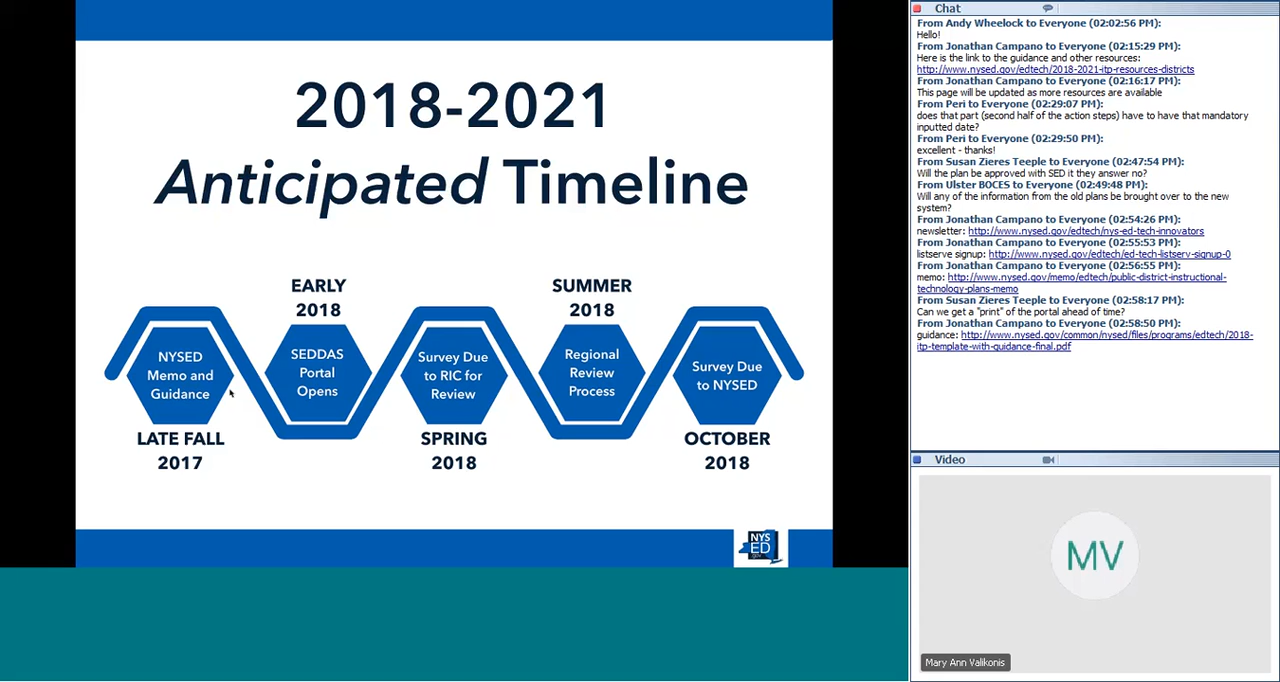 2018-2021
Anticipated Timeline
EARLY
2018
SUMMER
2018
NYSED
Memo and
Guidance
SEDDAS
Portal
Opens
Survey Due
to RIC for
Review
Regional
Review
Process
Survey Due
to NYSED
LATE FALL
2017
SPRING
2018
OCTOBER
2018
NYS
ED
.gov
Chat
From Andy Wheelock to Everyone (02:02:56 PM):
Hello!
From Jonathan Campano to Everyone (02:15:29 PM):
Here is the link to the guidance and other resources:
http://www.nysed.gov/edtech/2018-2021-itp-resources-districts
From Jonathan Campano to Everyone (02:16:17 PM):
This page will be updated as more resources are available
From Peri to Everyone (02:29:07 PM):
does that part (second half of the action steps) have to have that mandatory
inputted date?
From Peri to Everyone (02:29:50 PM):
excellent - thanks!
From Susan Zieres Teeple to Everyone (02:47:54 PM):
Will the plan be approved with SED it they answer no?
From Ulster BOCES to Everyone (02:49:48 PM):
Will any of the information from the old plans be brought over to the new
system?
From Jonathan Campano to Everyone (02:54:26 PM):
newsletter: http://www.nysed.gov/edtech/nys-ed-tech-innovators
From Jonathan Campano to Everyone (02:55:53 PM):
listserve signup: http://www.nysed.gov/edtech/ed-tech-listserv-signup-0
From Jonathan Campano to Everyone (02:56:55 PM):
memo: http://www.nysed.gov/memo/edtech/public-district-instructional-
technology-plans-memo
From Susan Zieres Teeple to Everyone (02:58:17 PM):
Can we get a "print" of the portal ahead of time?
From Jonathan Campano to Everyone (02:58:50 PM):
guidance: http://www.nysed.gov/common/nysed/files/programs/edtech/2018-
itp-template-with-guidance-final.pdf
Video
MV
Mary Ann Valikonis